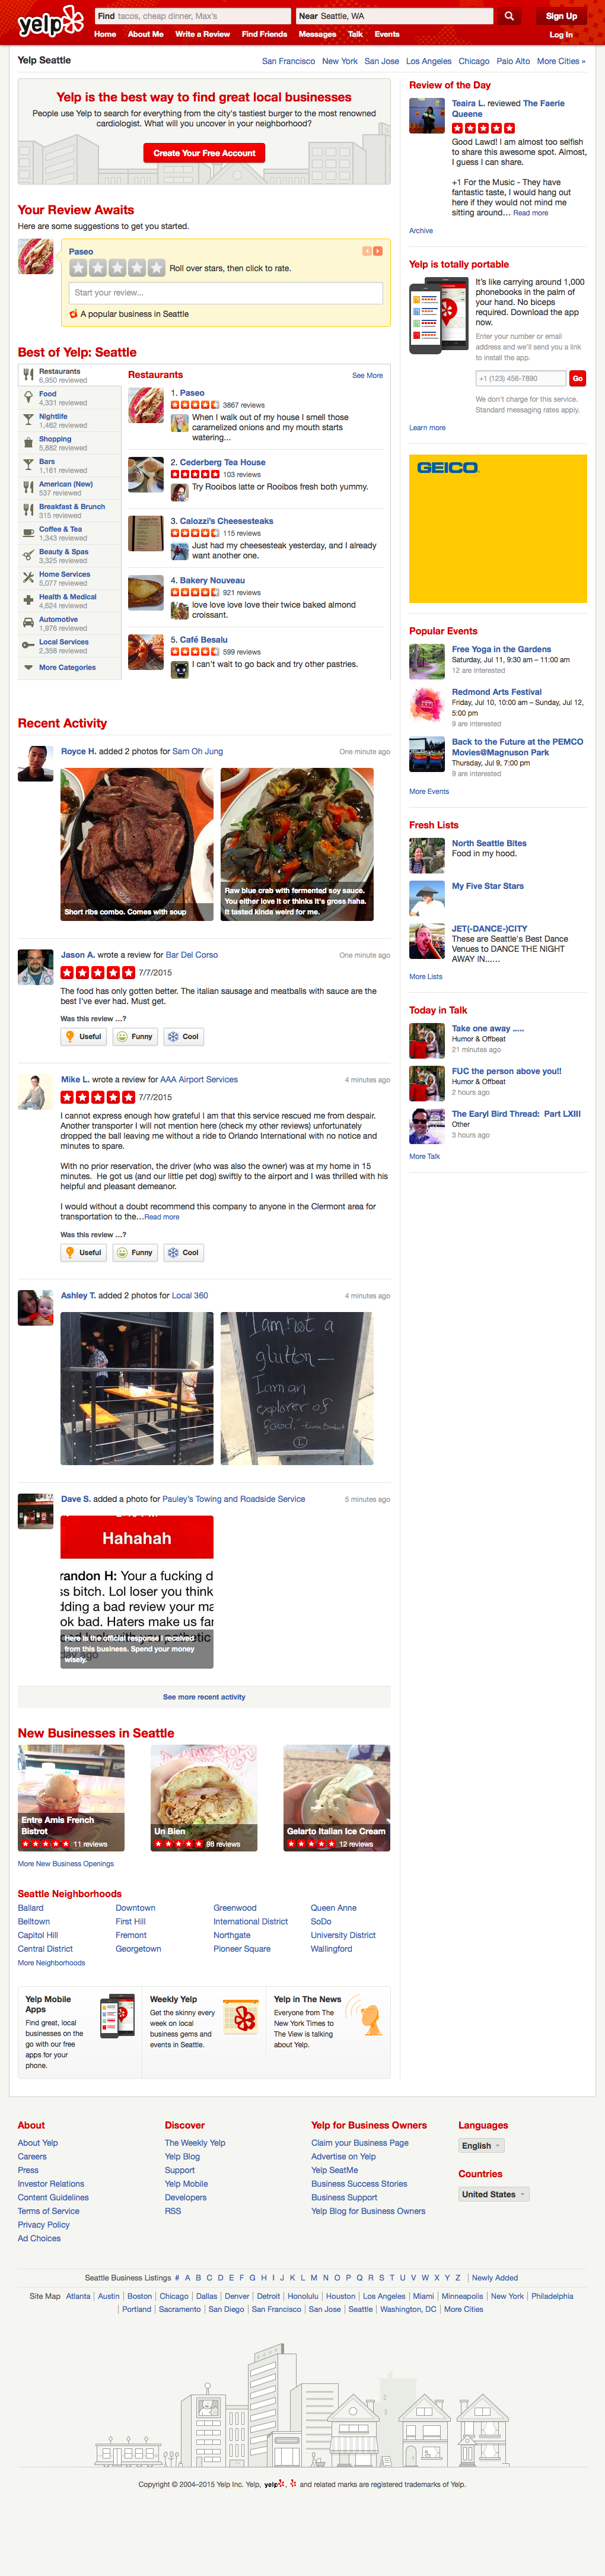 yelp
Find tacos, cheap dinner, Max's
Near Seattle, WA
Sign Up
Home About Me Write a Review Find Friends Messages Talk Events
Log In
Yelp Seattle
San Francisco New York San Jose Los Angeles Chicago Palo Alto More Cities »
Yelp is the best way to find great local businesses
People use Yelp to search for everything from the city's tastiest burger to the most renowned
cardiologist. What will you uncover in your neighborhood?
Create Your Free Account
Your Review Awaits
Here are some suggestions to get you started.
Paseo
Roll over stars, then click to rate.
Start your review...
A popular business in Seattle
Best of Yelp: Seattle
Restaurants
6,950 reviewed
Food
4,331 reviewed
Nightlife
1,462 reviewed
Shopping
5,882 reviewed
Bars
1,161 reviewed
American (New)
537 reviewed
Breakfast & Brunch
315 reviewed
Coffee & Tea
1,343 reviewed
Beauty & Spas
3,325 reviewed
Home Services
5,077 reviewed
Health & Medical
4,624 reviewed
Automotive
1,976 reviewed
Local Services
2,358 reviewed
More Categories
Restaurants
See More
1. Paseo
3867 reviews
When I walk out of my house I smell those
caramelized onions and my mouth starts
watering...
2. Cederberg Tea House
103 reviews
Try Rooibos latte or Rooibos fresh both yummy.
3. Calozzi's Cheesesteaks
115 reviews
Just had my cheesesteak yesterday, and I already
want another one.
4. Bakery Nouveau
921 reviews
love love love love their twice baked almond
croissant.
5. Café Besalu
599 reviews
I can't wait to go back and try other pastries.
Recent Activity
Royce H. added 2 photos for Sam Oh Jung
One minute ago
Short ribs combo. Comes with soup
Raw blue crab with fermented soy sauce.
You either love it or thinks it's gross haha.
It tasted kinda weird for me.
Jason A. wrote a review for Bar Del Corso
One minute ago
7/7/2015
The food has only gotten better. The italian sausage and meatballs with sauce are the
best I've ever had. Must get.
Was this review ...?
Useful Funny Cool
Mike L. wrote a review for AAA Airport Services
4 minutes ago
7/7/2015
I cannot express enough how grateful I am that this service rescued me from despair.
Another transporter I will not mention here (check my other reviews) unfortunately
dropped the ball leaving me without a ride to Orlando International with no notice and
minutes to spare.
With no prior reservation, the driver (who was also the owner) was at my home in 15
minutes. He got us (and our little pet dog) swiftly to the airport and I was thrilled with his
helpful and pleasant demeanor.
I would without a doubt recommend this company to anyone in the Clermont area for
transportation to the…Read more
Was this review ...?
Useful Funny Cool
Ashley T. added 2 photos for Local 360
4 minutes ago
I am not a
glutton –
I am an
explorer of
food."
Dave S. added a photo for Pauley's Towing and Roadside Service
5 minutes ago
Hahahah
randon H: Your a fucking d
ss bitch. Lol loser you think
dding a bad review your ma
ok bad. Haters make us fa
Here is the official response I received
from this business. Spend your money
wisely.
day ago
See more recent activity
New Businesses in Seattle
Entre Amis French
Bistrot
11 reviews
Un Bien
98 reviews
Gelarto Italian Ice Cream
12 reviews
More New Business Openings
Seattle Neighborhoods
Ballard Downtown Greenwood Queen Anne
Belltown First Hill International District SoDo
Capitol Hill Fremont Northgate University District
Central District Georgetown Pioneer Square Wallingford
More Neighborhoods
Yelp Mobile
Apps
Find great, local
businesses on the
go with our free
apps for your
phone.
Weekly Yelp
Get the skinny every
week on local
business gems and
events in Seattle.
Yelp in The News
Everyone from The
New York Times to
The View is talking
about Yelp.
Review of the Day
Teaira L. reviewed The Faerie
Queene
Good Lawd! I am almost too selfish
to share this awesome spot. Almost,
I guess I can share.
+1 For the Music - They have
fantastic taste, I would hang out
here if they would not mind me
sitting around… Read more
Archive
Yelp is totally portable
It's like carrying around 1,000
phonebooks in the palm of
your hand. No biceps
required. Download the app
now.
Enter your number or email
address and we'll send you a link
to install the app.
+1 (123) 456-7890
Go
We don't charge for this service.
Standard messaging rates apply.
Learn more
GEICO
Popular Events
Free Yoga in the Gardens
Saturday, Jul 11, 9:30 am – 11:00 am
12 are interested
Redmond Arts Festival
Friday, Jul 10, 10:00 am – Sunday, Jul 12,
5:00 pm
9 are interested
Back to the Future at the PEMCO
Movies@Magnuson Park
Thursday, Jul 9, 7:00 pm
9 are interested
More Events
Fresh Lists
North Seattle Bites
Food in my hood.
My Five Star Stars
JET(-DANCE-)CITY
These are Seattle's Best Dance
Venues to DANCE THE NIGHT
AWAY IN......
More Lists
Today in Talk
Take one away .....
Humor & Offbeat
21 minutes ago
FUC the person above you!!
Humor & Offbeat
2 hours ago
The Earyl Bird Thread: Part LXIII
Other
3 hours ago
More Talk
About
About Yelp
Careers
Press
Investor Relations
Content Guidelines
Terms of Service
Privacy Policy
Ad Choices
Discover
The Weekly Yelp
Yelp Blog
Support
Yelp Mobile
Developers
RSS
Yelp for Business Owners
Claim your Business Page
Advertise on Yelp
Yelp SeatMe
Business Success Stories
Business Support
Yelp Blog for Business Owners
Languages
English
Countries
United States
Seattle Business Listings # A B C D E F G H I J K L M N O P Q R S T U V W X Y Z | Newly Added
Site Map Atlanta | Austin | Boston | Chicago | Dallas | Denver | Detroit | Honolulu | Houston | Los Angeles | Miami | Minneapolis | New York | Philadelphia
| Portland | Sacramento | San Diego | San Francisco | San Jose | Seattle | Washington, DC | More Cities
Copyright © 2004–2015 Yelp Inc. Yelp, yelp, and related marks are registered trademarks of Yelp.